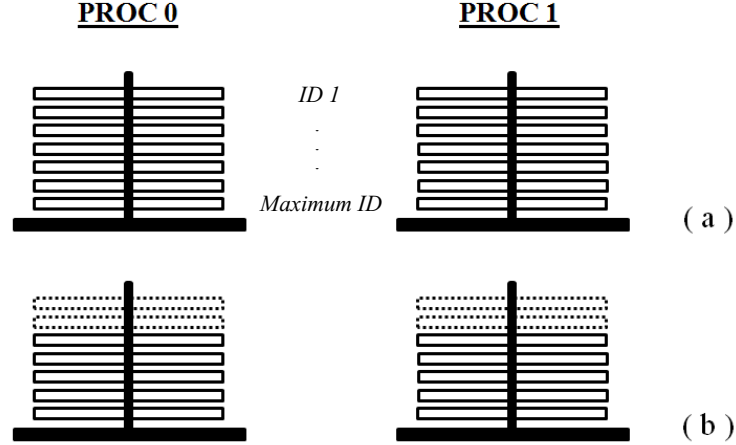 PROC 0 PROC 1
ID 1
.
.
.
Maximum ID
( a )
( b )